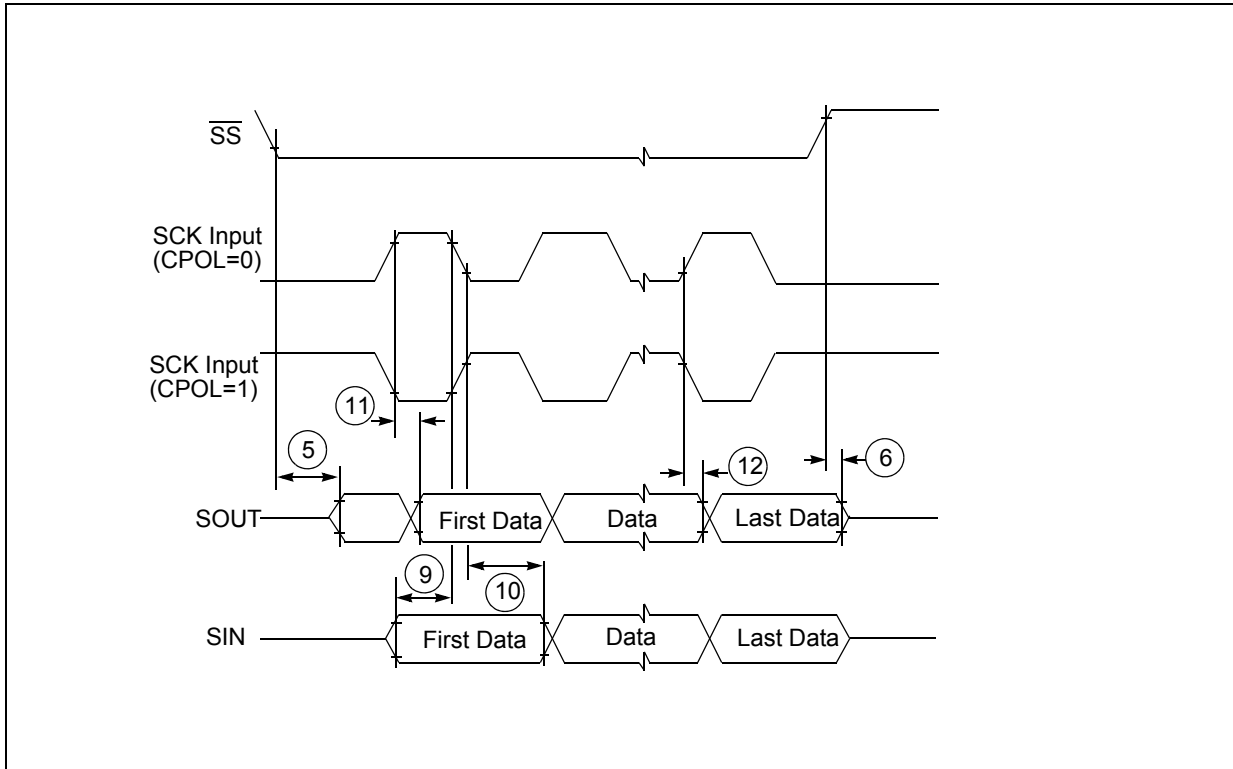 SS
SCK Input
(CPOL=0)
SCK Input
(CPOL=1)
11
5
12
6
SOUT
First Data
Data
Last Data
9
10
SIN
First Data
Data
Last Data